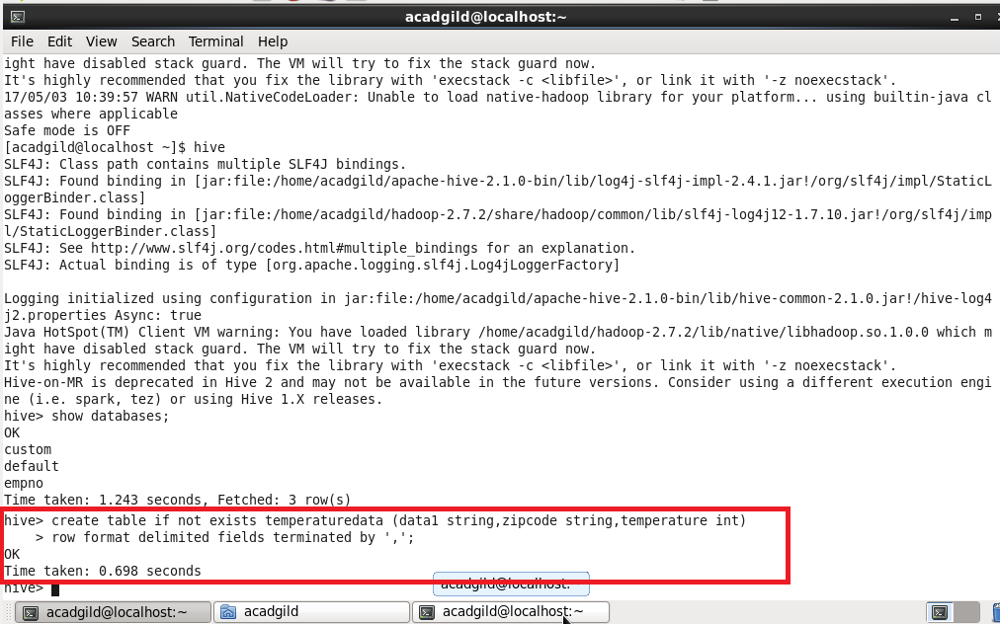 acadgild@localhost:~
File Edit View Search Terminal Help
ight have disabled stack guard. The VM will try to fix the stack guard now.
It's highly recommended that you fix the library with 'execstack -c <libfile>', or link it with '-z noexecstack'.
17/05/03 10:39:57 WARN util.NativeCodeLoader: Unable to load native-hadoop library for your platform... using builtin-java cl
asses where applicable
Safe mode is OFF
[acadgild@localhost ~]$ hive
SLF4J: Class path contains multiple SLF4J bindings.
SLF4J: Found binding in [jar:file:/home/acadgild/apache-hive-2.1.0-bin/lib/log4j-slf4j-impl-2.4.1.jar!/org/slf4j/impl/StaticL
oggerBinder.class]
SLF4J: Found binding in [jar:file:/home/acadgild/hadoop-2.7.2/share/hadoop/common/lib/slf4j-log4j12-1.7.10.jar!/org/slf4j/imp
l/StaticLoggerBinder.class]
SLF4J: See http://www.slf4j.org/codes.html#multiple_bindings for an explanation.
SLF4J: Actual binding is of type [org.apache.logging.slf4j.Log4jLoggerFactory]
Logging initialized using configuration in jar:file:/home/acadgild/apache-hive-2.1.0-bin/lib/hive-common-2.1.0.jar!/hive-log4
j2.properties Async: true
Java HotSpot(TM) Client VM warning: You have loaded library /home/acadgild/hadoop-2.7.2/lib/native/libhadoop.so.1.0.0 which m
ight have disabled stack guard. The VM will try to fix the stack guard now.
It's highly recommended that you fix the library with 'execstack -c <libfile>', or link it with '-z noexecstack'.
Hive-on-MR is deprecated in Hive 2 and may not be available in the future versions. Consider using a different execution engi
ne (i.e. spark, tez) or using Hive 1.X releases.
hive> show databases;
OK
custom
default
empno
Time taken: 1.243 seconds, Fetched: 3 row(s)
hive> create table if not exists temperaturedata (data1 string,zipcode string,temperature int)
    > row format delimited fields terminated by ',';
OK
Time taken: 0.698 seconds
hive>
acadgild@localhost:
acadgild@localhost:~ acadgild acadgild@localhost:~